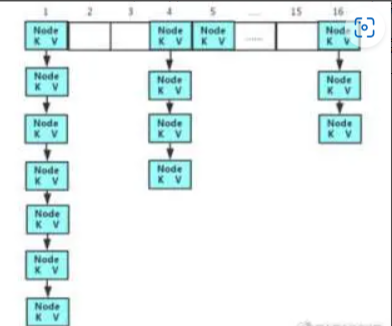 1 2 3 4 5 ...... 15 16
Node Node Node ...... Node
K V K V K V K V
Node Node Node
K V K V K V
Node Node Node
K V K V K V
Node Node
K V K V
Node
K V
Node
K V
Node
K V